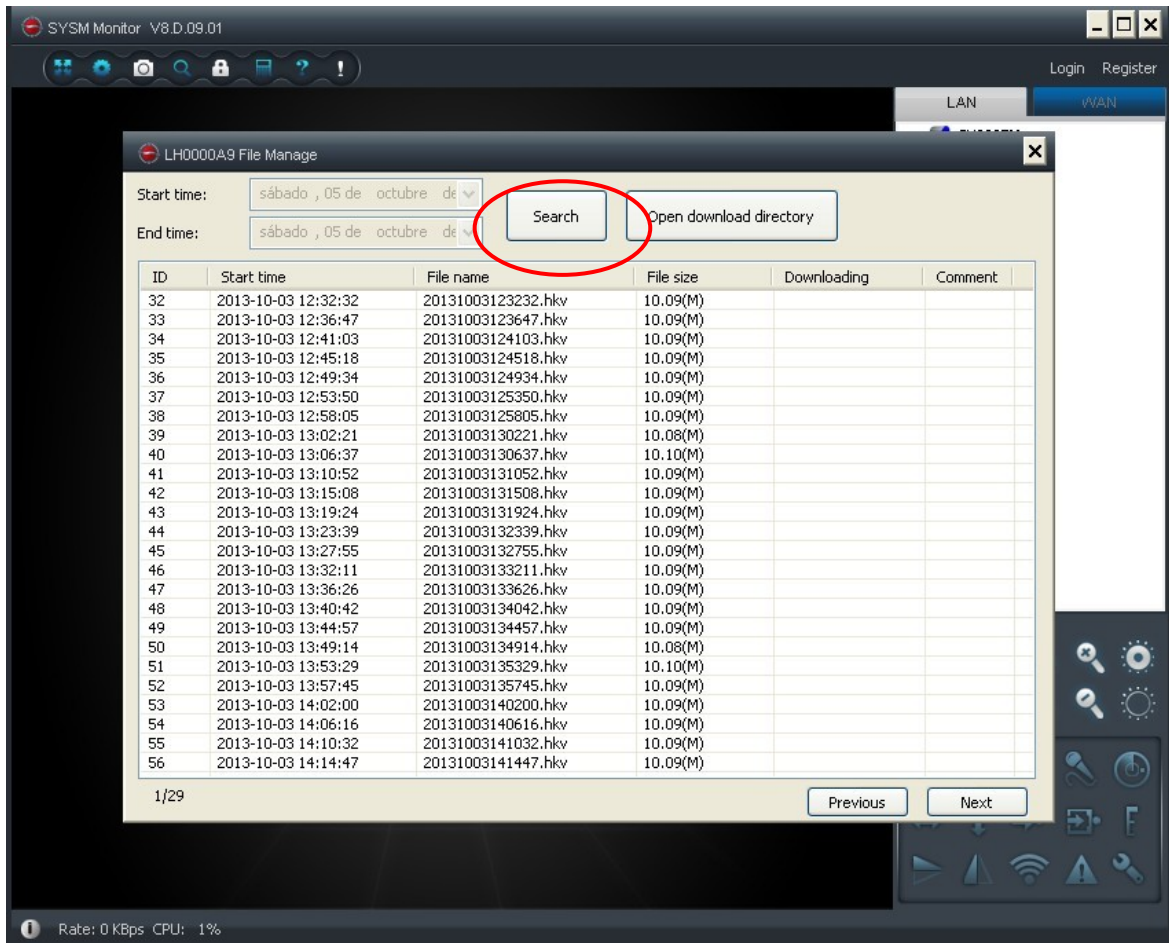 SYSM Monitor V8.D.09.01
Login Register
LAN WAN
LH0000A9 File Manage
Start time: sábado , 05 de octubre de
Search Open download directory
End time: sábado , 05 de octubre de
ID Start time File name File size Downloading Comment
32 2013-10-03 12:32:32 20131003123232.hkv 10.09(M)
33 2013-10-03 12:36:47 20131003123647.hkv 10.09(M)
34 2013-10-03 12:41:03 20131003124103.hkv 10.09(M)
35 2013-10-03 12:45:18 20131003124518.hkv 10.09(M)
36 2013-10-03 12:49:34 20131003124934.hkv 10.09(M)
37 2013-10-03 12:53:50 20131003125350.hkv 10.09(M)
38 2013-10-03 12:58:05 20131003125805.hkv 10.09(M)
39 2013-10-03 13:02:21 20131003130221.hkv 10.08(M)
40 2013-10-03 13:06:37 20131003130637.hkv 10.10(M)
41 2013-10-03 13:10:52 20131003131052.hkv 10.09(M)
42 2013-10-03 13:15:08 20131003131508.hkv 10.09(M)
43 2013-10-03 13:19:24 20131003131924.hkv 10.09(M)
44 2013-10-03 13:23:39 20131003132339.hkv 10.09(M)
45 2013-10-03 13:27:55 20131003132755.hkv 10.09(M)
46 2013-10-03 13:32:11 20131003133211.hkv 10.09(M)
47 2013-10-03 13:36:26 20131003133626.hkv 10.09(M)
48 2013-10-03 13:40:42 20131003134042.hkv 10.09(M)
49 2013-10-03 13:44:57 20131003134457.hkv 10.09(M)
50 2013-10-03 13:49:14 20131003134914.hkv 10.08(M)
51 2013-10-03 13:53:29 20131003135329.hkv 10.10(M)
52 2013-10-03 13:57:45 20131003135745.hkv 10.09(M)
53 2013-10-03 14:02:00 20131003140200.hkv 10.09(M)
54 2013-10-03 14:06:16 20131003140616.hkv 10.09(M)
55 2013-10-03 14:10:32 20131003141032.hkv 10.09(M)
56 2013-10-03 14:14:47 20131003141447.hkv 10.09(M)
1/29
Previous Next
Rate: 0 KBps CPU: 1%